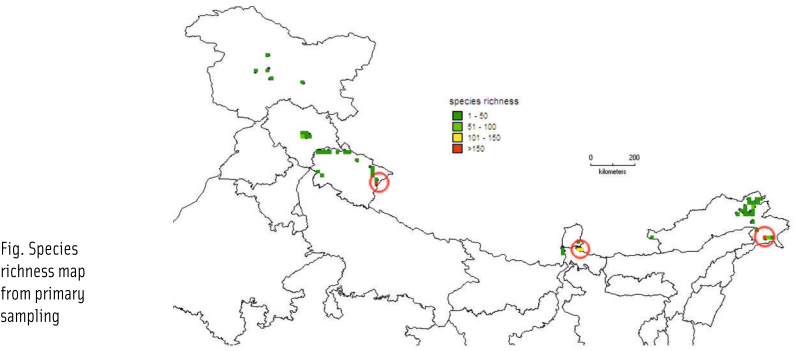 species richness
1 - 50
51 - 100
101 - 150
>150
0 200
kilometers
Fig. Species
richness map
from primary
sampling